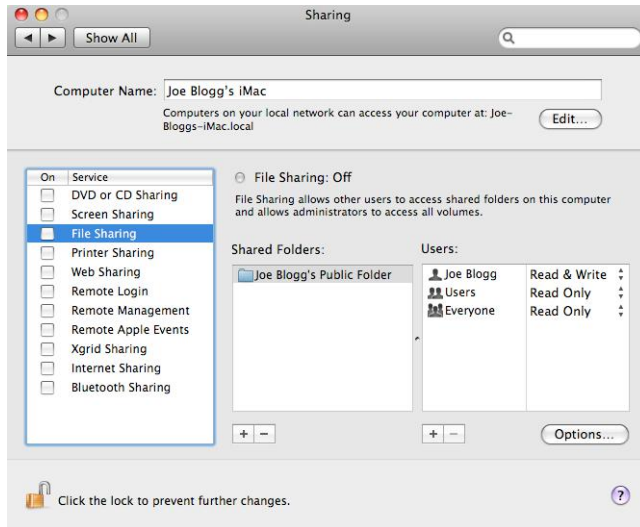 Sharing
Show All
Computer Name: Joe Blogg's iMac
Computers on your local network can access your computer at: Joe-
Bloggs-iMac.local
Edit...
On Service
DVD or CD Sharing
Screen Sharing
File Sharing
Printer Sharing
Web Sharing
Remote Login
Remote Management
Remote Apple Events
Xgrid Sharing
Internet Sharing
Bluetooth Sharing
File Sharing: Off
File Sharing allows other users to access shared folders on this computer
and allows administrators to access all volumes.
Shared Folders:
Joe Blogg's Public Folder
Users:
Joe Blogg Read & Write
Users Read Only
Everyone Read Only
+ − + −
Options...
Click the lock to prevent further changes.
?